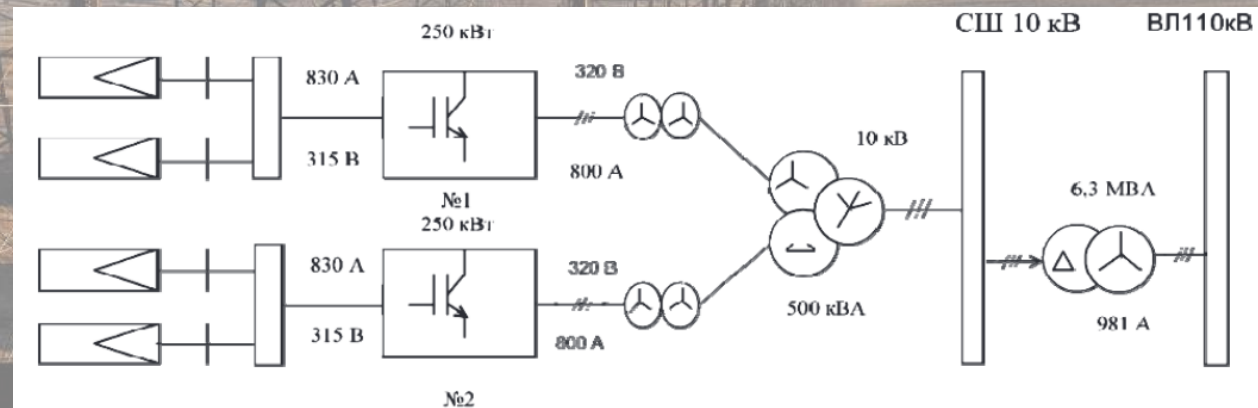 СШ 10 кВ
ВЛ110кВ
250 кВт
830 А
320 В
315 В
800 А
10 кВ
№1
250 кВт
6,3 МВЛ
830 Л
320 В
500 кВА
315 В
800 А
981 А
№2